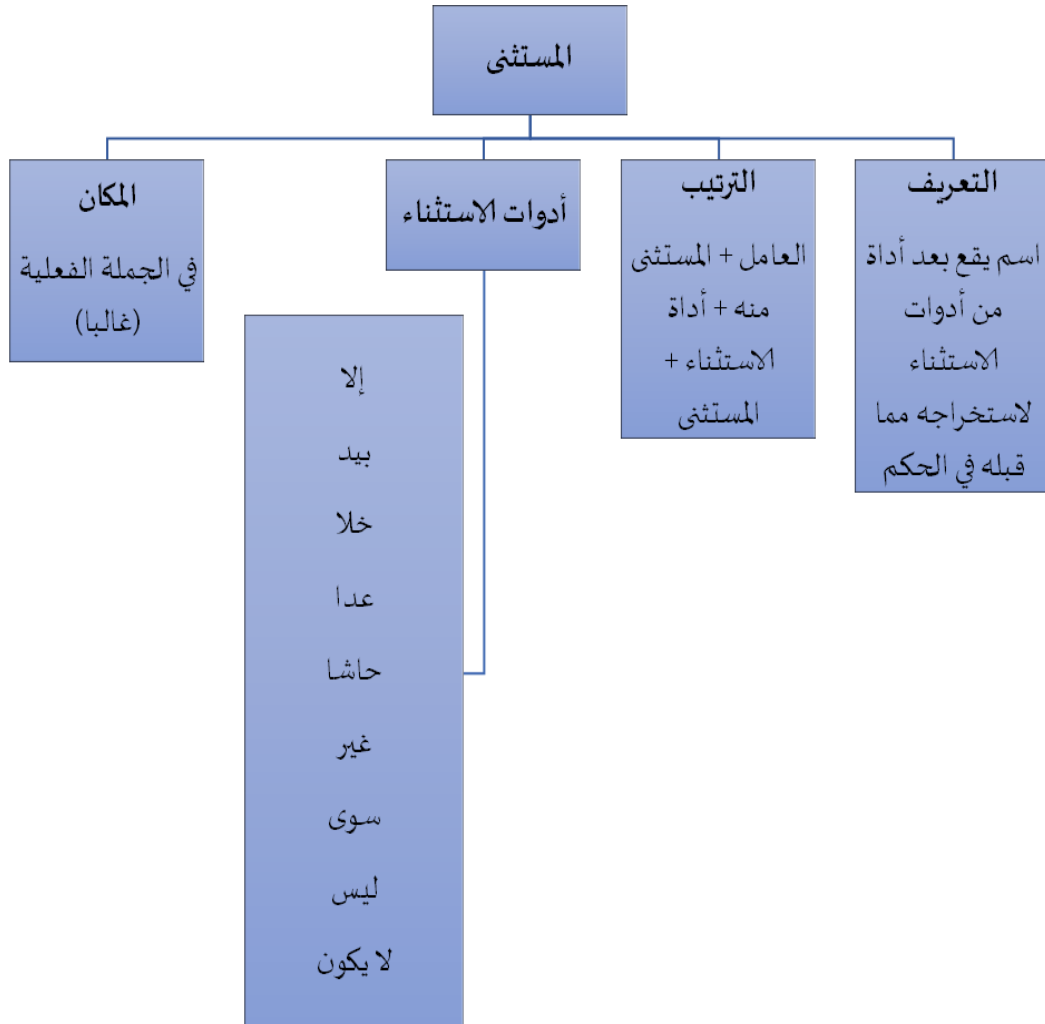 المستثنى
التعريف
اسم يقع بعد أداة
من أدوات
الاستثناء
لاستخراجه مما
قبله في الحكم
الترتيب
العامل + المستثنى
منه + أداة
الاستثناء +
المستثنى
أدوات الاستثناء
إلا
بيد
خلا
عدا
حاشا
غير
سوى
ليس
لا يكون
المكان
في الجملة الفعلية
(غالبا)